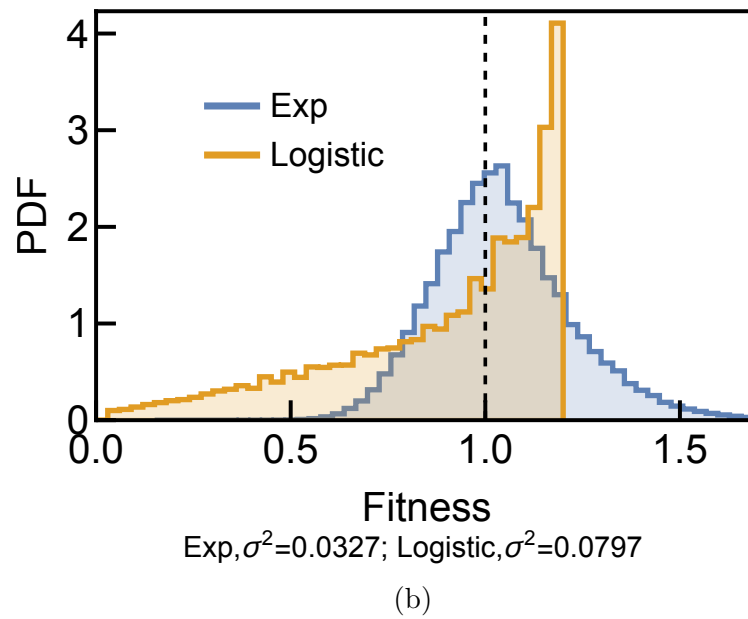 4
3
2
1
0
PDF
Exp
Logistic
0.0 0.5 1.0 1.5
Fitness
Exp,σ²=0.0327; Logistic,σ²=0.0797
(b)